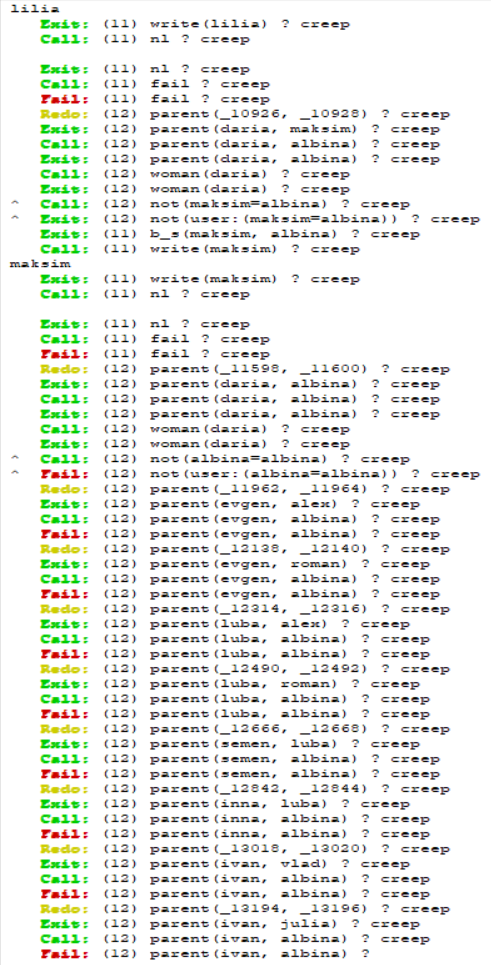 lilia
Exit: (11) write(lilia) ? creep
Call: (11) nl ? creep
Exit: (11) nl ? creep
Call: (11) fail ? creep
Fail: (11) fail ? creep
Redo: (12) parent(_10926, _10928) ? creep
Exit: (12) parent(daria, maksim) ? creep
Call: (12) parent(daria, albina) ? creep
Exit: (12) parent(daria, albina) ? creep
Call: (12) woman(daria) ? creep
Exit: (12) woman(daria) ? creep
^ Call: (12) not(maksim=albina) ? creep
^ Exit: (12) not(user:(maksim=albina)) ? creep
Exit: (11) b_s(maksim, albina) ? creep
Call: (11) write(maksim) ? creep
maksim
Exit: (11) write(maksim) ? creep
Call: (11) nl ? creep
Exit: (11) nl ? creep
Call: (11) fail ? creep
Fail: (11) fail ? creep
Redo: (12) parent(_11598, _11600) ? creep
Exit: (12) parent(daria, albina) ? creep
Call: (12) parent(daria, albina) ? creep
Exit: (12) parent(daria, albina) ? creep
Call: (12) woman(daria) ? creep
Exit: (12) woman(daria) ? creep
^ Call: (12) not(albina=albina) ? creep
^ Fail: (12) not(user:(albina=albina)) ? creep
Redo: (12) parent(_11962, _11964) ? creep
Exit: (12) parent(evgen, alex) ? creep
Call: (12) parent(evgen, albina) ? creep
Fail: (12) parent(evgen, albina) ? creep
Redo: (12) parent(_12138, _12140) ? creep
Exit: (12) parent(evgen, roman) ? creep
Call: (12) parent(evgen, albina) ? creep
Fail: (12) parent(evgen, albina) ? creep
Redo: (12) parent(_12314, _12316) ? creep
Exit: (12) parent(luba, alex) ? creep
Call: (12) parent(luba, albina) ? creep
Fail: (12) parent(luba, albina) ? creep
Redo: (12) parent(_12490, _12492) ? creep
Exit: (12) parent(luba, roman) ? creep
Call: (12) parent(luba, albina) ? creep
Fail: (12) parent(luba, albina) ? creep
Redo: (12) parent(_12666, _12668) ? creep
Exit: (12) parent(semen, luba) ? creep
Call: (12) parent(semen, albina) ? creep
Fail: (12) parent(semen, albina) ? creep
Redo: (12) parent(_12842, _12844) ? creep
Exit: (12) parent(inna, luba) ? creep
Call: (12) parent(inna, albina) ? creep
Fail: (12) parent(inna, albina) ? creep
Redo: (12) parent(_13018, _13020) ? creep
Exit: (12) parent(ivan, vlad) ? creep
Call: (12) parent(ivan, albina) ? creep
Fail: (12) parent(ivan, albina) ? creep
Redo: (12) parent(_13194, _13196) ? creep
Exit: (12) parent(ivan, julia) ? creep
Call: (12) parent(ivan, albina) ? creep
Fail: (12) parent(ivan, albina) ?